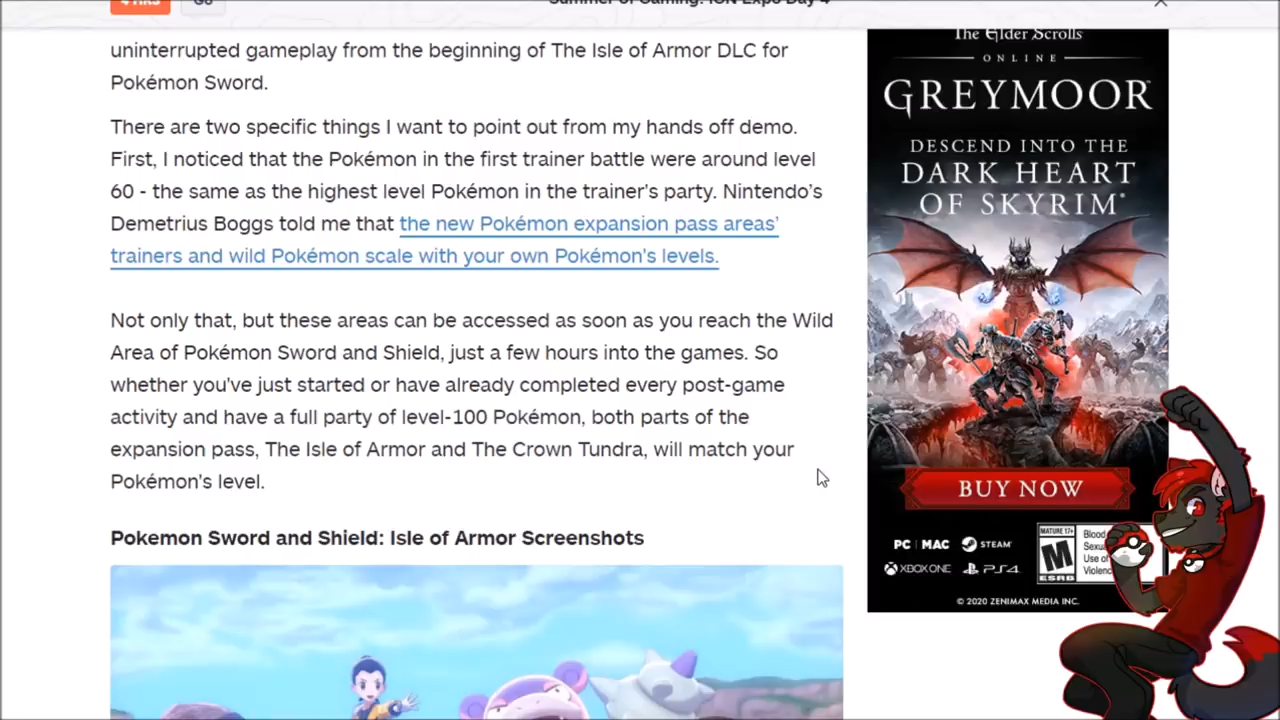 uninterrupted gameplay from the beginning of The Isle of Armor DLC for
Pokémon Sword.
There are two specific things I want to point out from my hands off demo.
First, I noticed that the Pokémon in the first trainer battle were around level
60 - the same as the highest level Pokémon in the trainer's party. Nintendo's
Demetrius Boggs told me that the new Pokémon expansion pass areas'
trainers and wild Pokémon scale with your own Pokémon's levels.
Not only that, but these areas can be accessed as soon as you reach the Wild
Area of Pokémon Sword and Shield, just a few hours into the games. So
whether you've just started or have already completed every post-game
activity and have a full party of level-100 Pokémon, both parts of the
expansion pass, The Isle of Armor and The Crown Tundra, will match your
Pokémon's level.
Pokemon Sword and Shield: Isle of Armor Screenshots
The Elder Scrolls
ONLINE
GREYMOOR
DESCEND INTO THE
DARK HEART
OF SKYRIM
BUY NOW
PC | MAC STEAM
XBOX ONE PS4
MATURE 17+
M
ESRB
Blood
Use of
© 2020 ZENIMAX MEDIA INC.